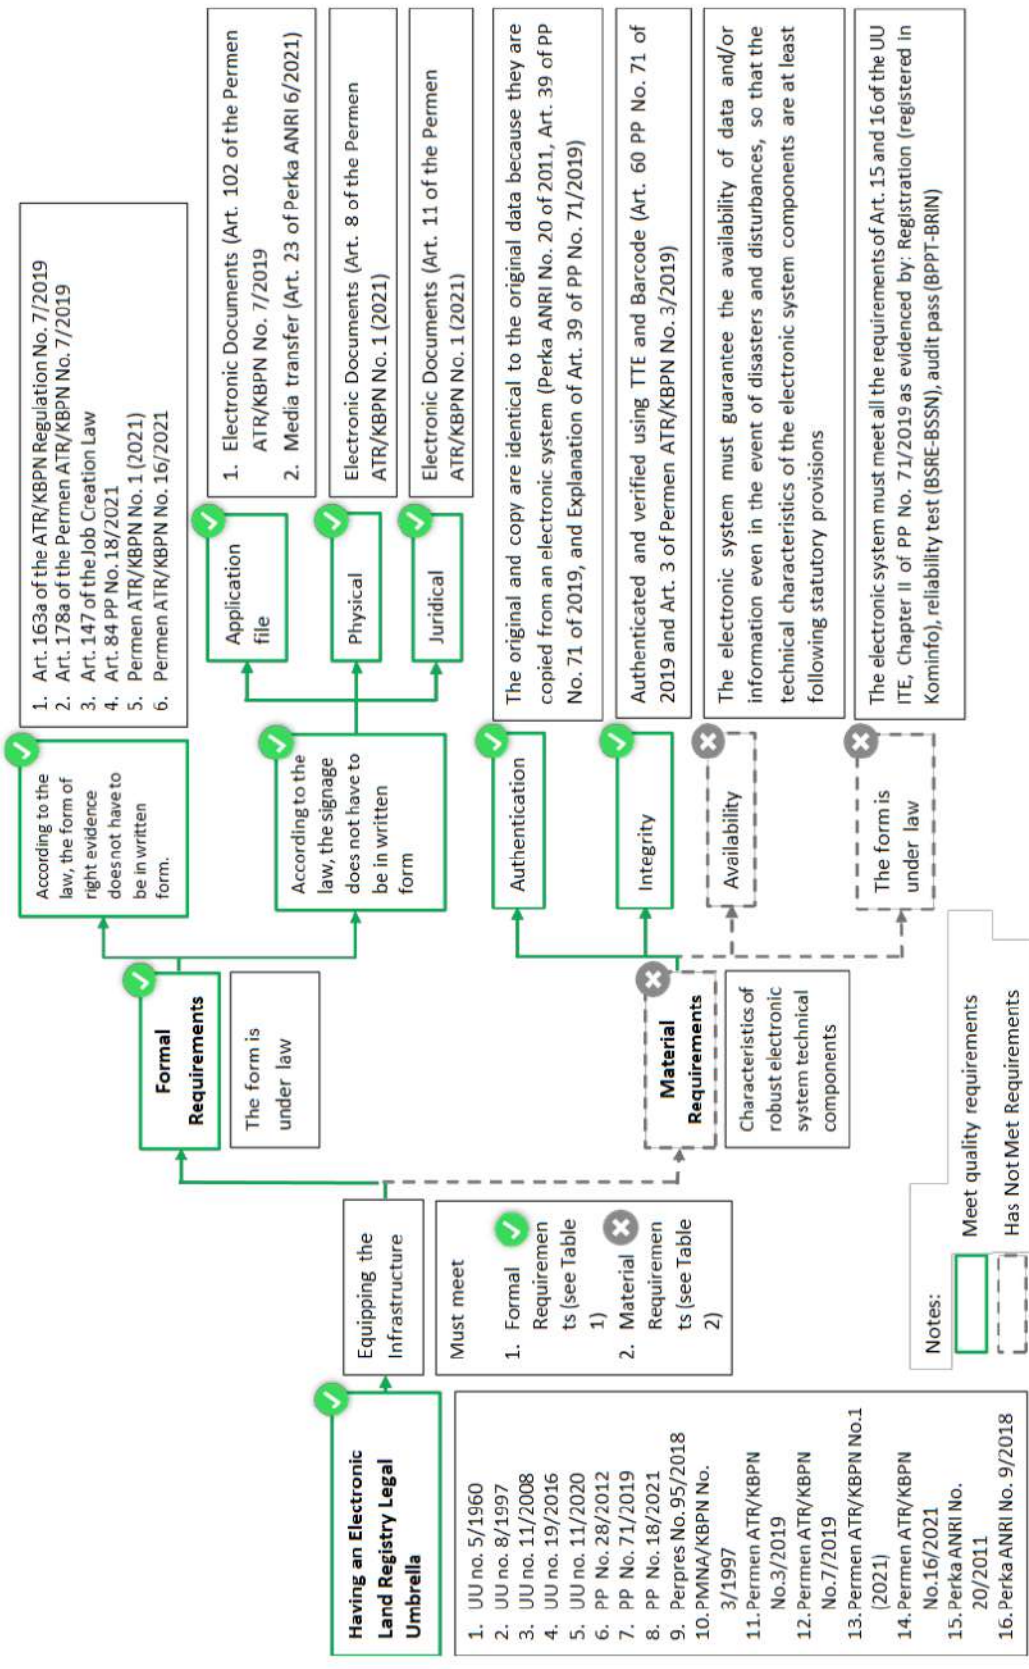 Having an Electronic
Land Registry Legal
Umbrella
1. UU no. 5/1960
2. UU no. 8/1997
3. UU no. 11/2008
4. UU no. 19/2016
5. UU no. 11/2020
6. PP No. 28/2012
7. PP No. 71/2019
8. PP No. 18/2021
9. Perpres No. 95/2018
10. PMNA/KBPN No.
3/1997
11. Permen ATR/KBPN
No.3/2019
12. Permen ATR/KBPN
No.7/2019
13. Permen ATR/KBPN No.1
(2021)
14. Permen ATR/KBPN
No.16/2021
15. Perka ANRI No.
20/2011
16. Perka ANRI No. 9/2018
Equipping the
Infrastructure
Must meet
1. Formal
Requiremen
ts (see Table
1)
2. Material
Requiremen
ts (see Table
2)
Formal
Requirements
The form is
under law
Material
Requirements
Characteristics of
robust electronic
system technical
components
According to the
law, the form of
right evidence
does not have to
be in written
form.
1. Art. 163a of the ATR/KBPN Regulation No. 7/2019
2. Art. 178a of the Permen ATR/KBPN No. 7/2019
3. Art. 147 of the Job Creation Law
4. Art. 84 PP No. 18/2021
5. Permen ATR/KBPN No. 1 (2021)
6. Permen ATR/KBPN No. 16/2021
According to the
law, the signage
does not have to
be in written
form
Application
file
1. Electronic Documents (Art. 102 of the Permen
ATR/KBPN No. 7/2019
2. Media transfer (Art. 23 of Perka ANRI 6/2021)
Physical
Electronic Documents (Art. 8 of the Permen
ATR/KBPN No. 1 (2021)
Juridical
Electronic Documents (Art. 11 of the Permen
ATR/KBPN No. 1 (2021)
Authentication
The original and copy are identical to the original data because they are
copied from an electronic system (Perka ANRI No. 20 of 2011, Art. 39 of PP
No. 71 of 2019, and Explanation of Art. 39 of PP No. 71/2019)
Integrity
Authenticated and verified using TTE and Barcode (Art. 60 PP No. 71 of
2019 and Art. 3 of Permen ATR/KBPN No. 3/2019)
Availability
The electronic system must guarantee the availability of data and/or
information even in the event of disasters and disturbances, so that the
technical characteristics of the electronic system components are at least
following statutory provisions
The form is
under law
The electronic system must meet all the requirements of Art. 15 and 16 of the UU
ITE, Chapter II of PP No. 71/2019 as evidenced by: Registration (registered in
Kominfo), reliability test (BSRE-BSSN), audit pass (BPPT-BRIN)
Notes:
Meet quality requirements
Has Not Met Requirements